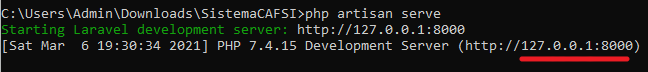 C:\Users\Admin\Downloads\SistemaCAFSI>php artisan serve
Starting Laravel development server: http://127.0.0.1:8000
[Sat Mar  6 19:30:34 2021] PHP 7.4.15 Development Server (http://127.0.0.1:8000)